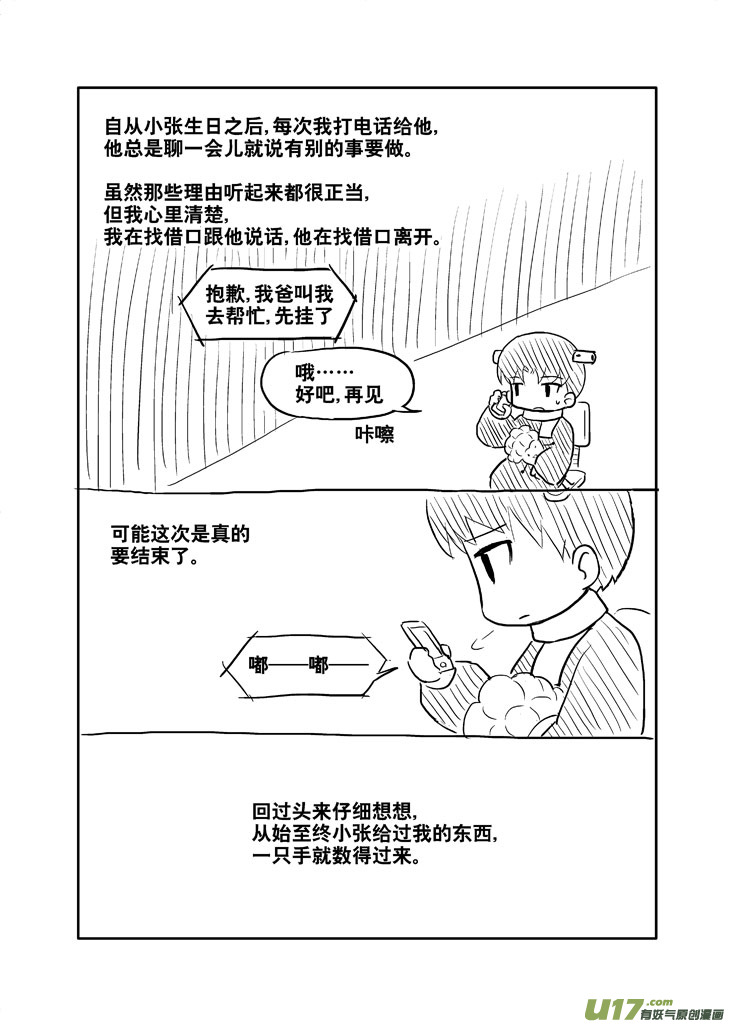 自从小张生日之后,每次我打电话给他,
他总是聊一会儿就说有别的事要做。
虽然那些理由听起来都很正当,
但我心里清楚,
我在找借口跟他说话,他在找借口离开。
抱歉,我爸叫我
去帮忙,先挂了
哦……
好吧,再见
咔嚓
可能这次是真的
要结束了。
嘟——嘟——
回过头来仔细想想,
从始至终小张给过我的东西,
一只手就数得过来。
U17.com
有妖气原创漫画